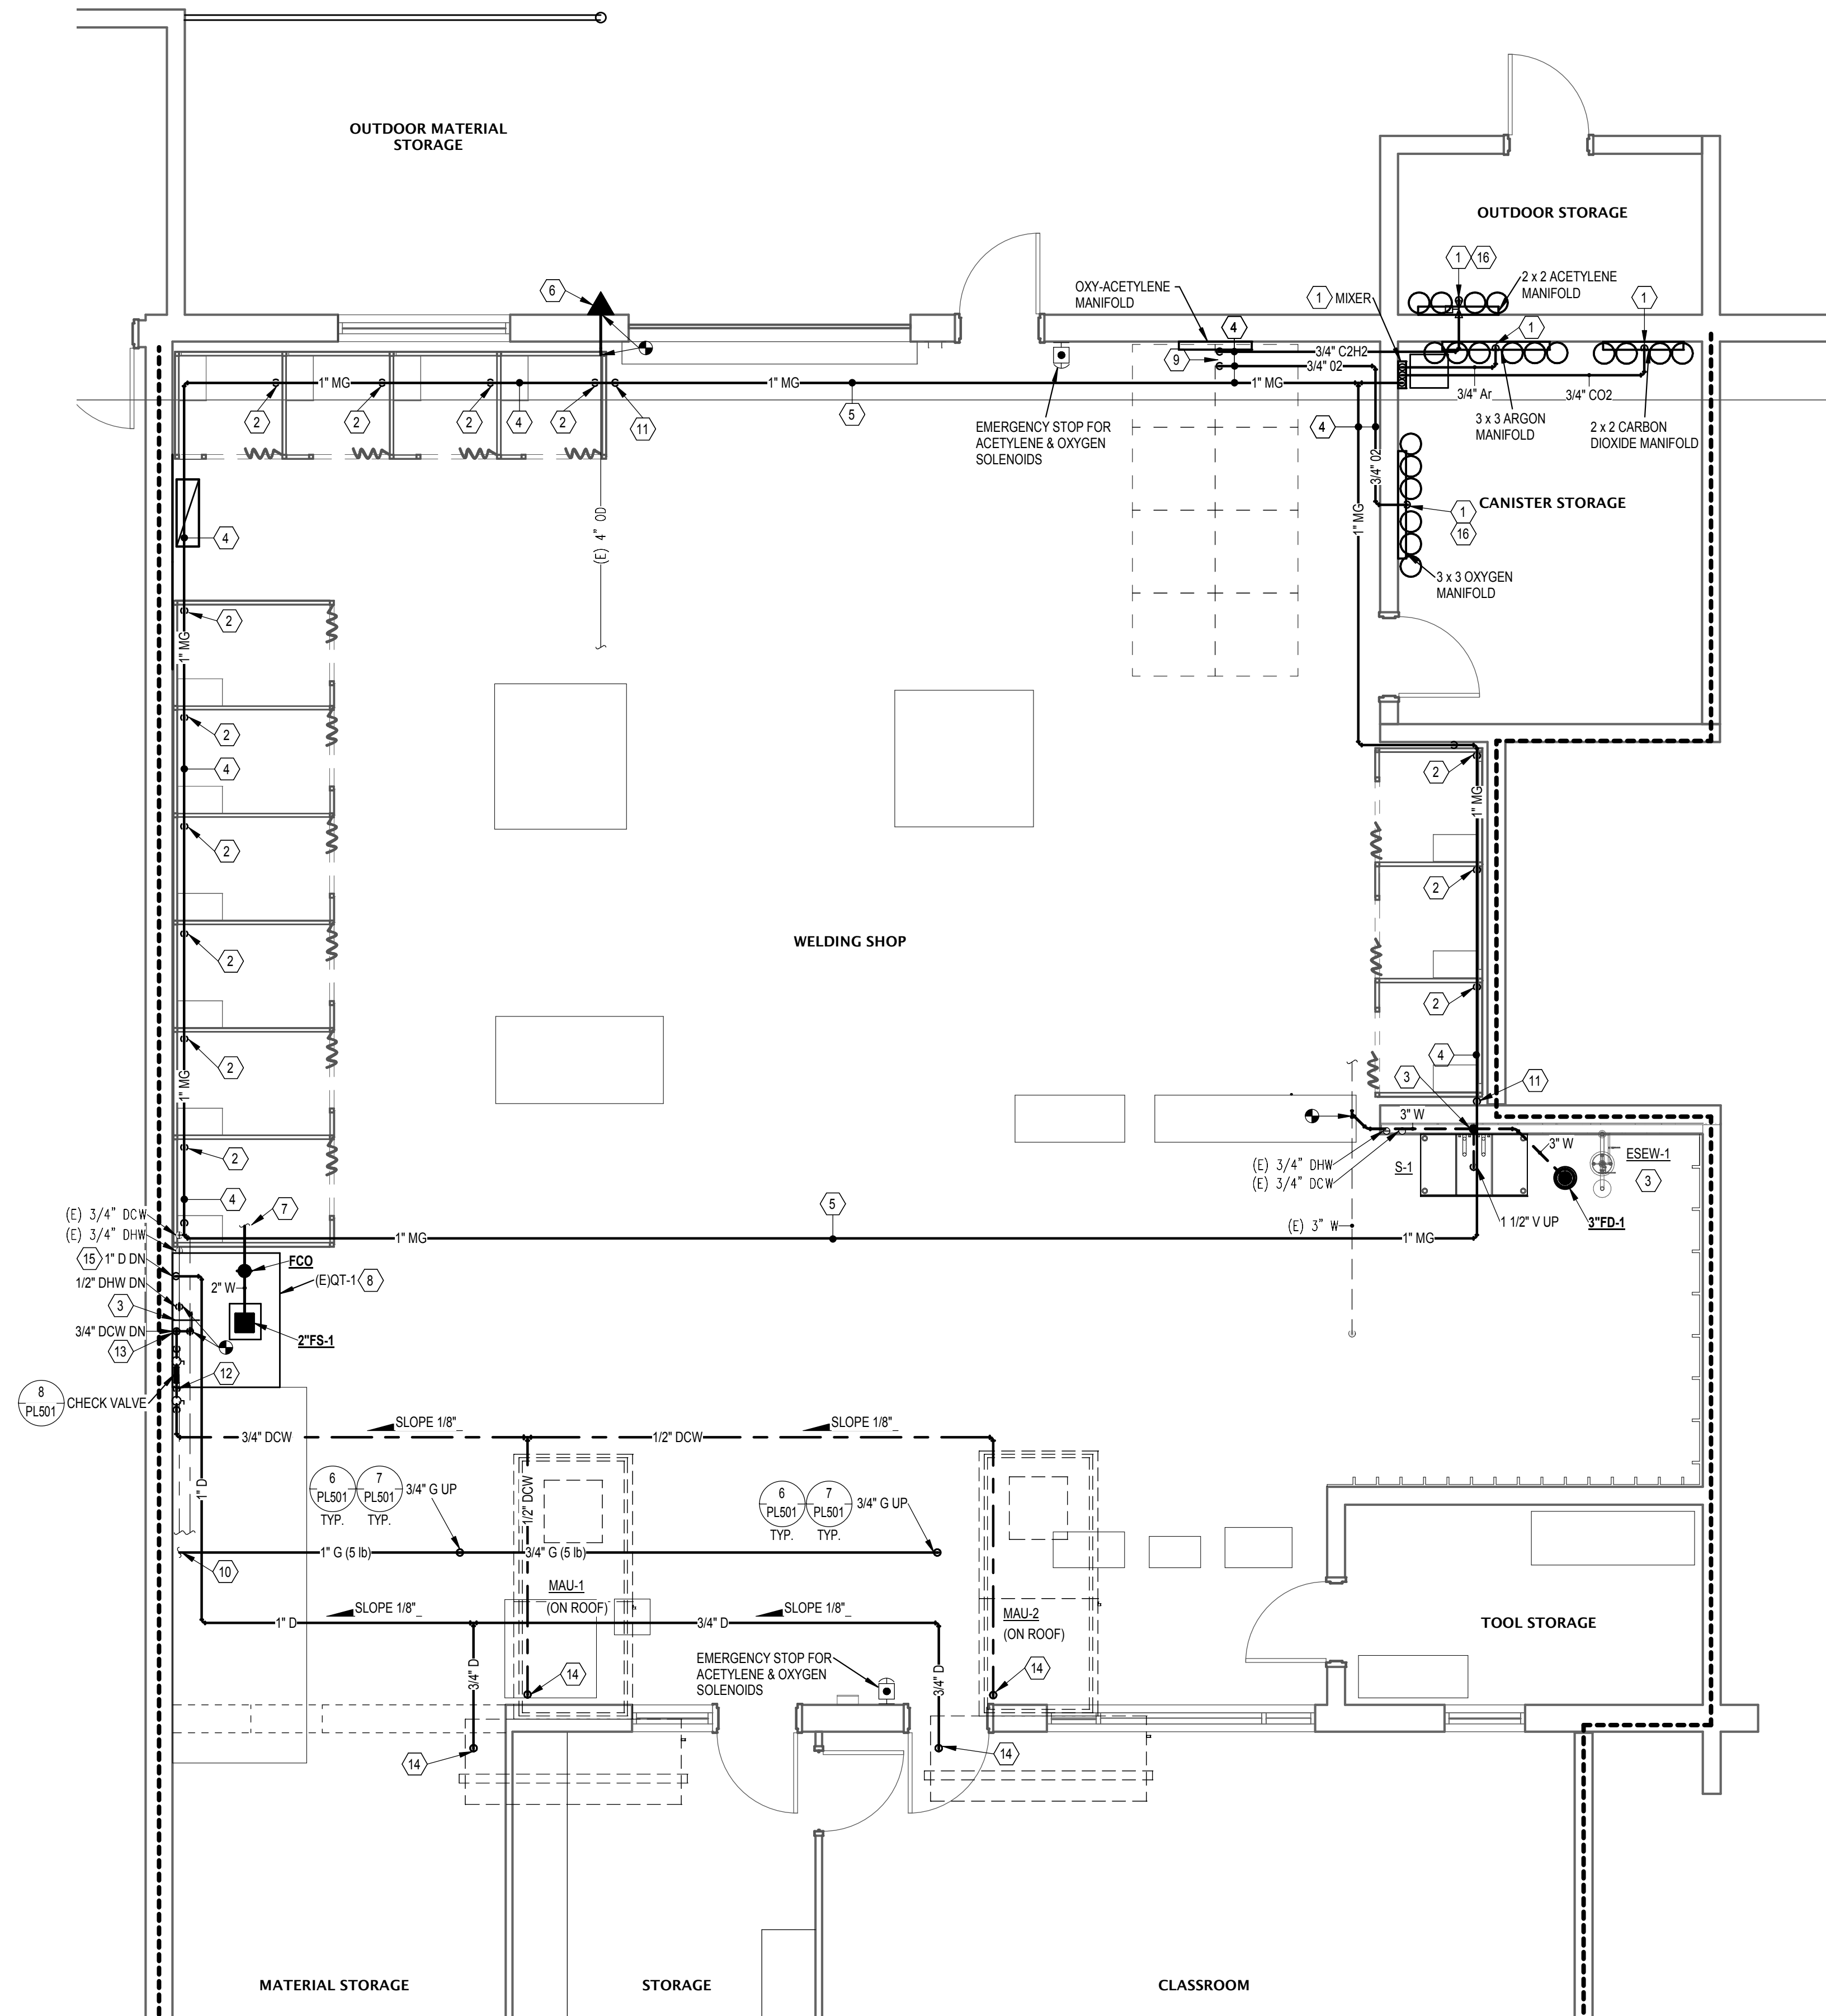 OUTDOOR MATERIAL
STORAGE
OUTDOOR STORAGE
1
16
2 x 2 ACETYLENE
MANIFOLD
6
OXY-ACETYLENE
MANIFOLD
1
MIXER
1
1
4
3/4" C2H2
9
3/4" 02
1" MG
1" MG
1" MG
3/4" Ar
3/4" CO2
2
2
2
4
2
11
5
EMERGENCY STOP FOR
ACETYLENE & OXYGEN
SOLENOIDS
4
3 x 3 ARGON
MANIFOLD
2 x 2 CARBON
DIOXIDE MANIFOLD
3/4" 02
CANISTER STORAGE
1
16
1" MG
(E) 4" OD
4
3 x 3 OXYGEN
MANIFOLD
2
1" MG
2
4
2
1" MG
2
2
2
WELDING SHOP
2
2
1" MG
4
3
11
2
3" W
3" W
(E) 3/4" DHW
(E) 3/4" DCW
S-1
ESEW-1
3
4
7
5
(E) 3" W
1 1/2" V UP
3"FD-1
(E) 3/4" DCW
(E) 3/4" DHW
1" MG
1" MG
15
1" D DN
FCO
(E)QT-1
8
1/2" DHW DN
2" W
3
3/4" DCW DN
2"FS-1
13
12
8
PL501
CHECK VALVE
SLOPE 1/8"
SLOPE 1/8"
3/4" DCW
1/2" DCW
6
PL501
TYP.
7
PL501
TYP.
3/4" G UP
1" D
1/2" DCW
6
PL501
TYP.
7
PL501
TYP.
3/4" G UP
1" G (5 lb)
3/4" G (5 lb)
10
MAU-1
(ON ROOF)
SLOPE 1/8"
SLOPE 1/8"
MAU-2
(ON ROOF)
1" D
3/4" D
TOOL STORAGE
3/4" D
14
EMERGENCY STOP FOR
ACETYLENE & OXYGEN
SOLENOIDS
3/4" D
14
14
14
MATERIAL STORAGE
STORAGE
CLASSROOM